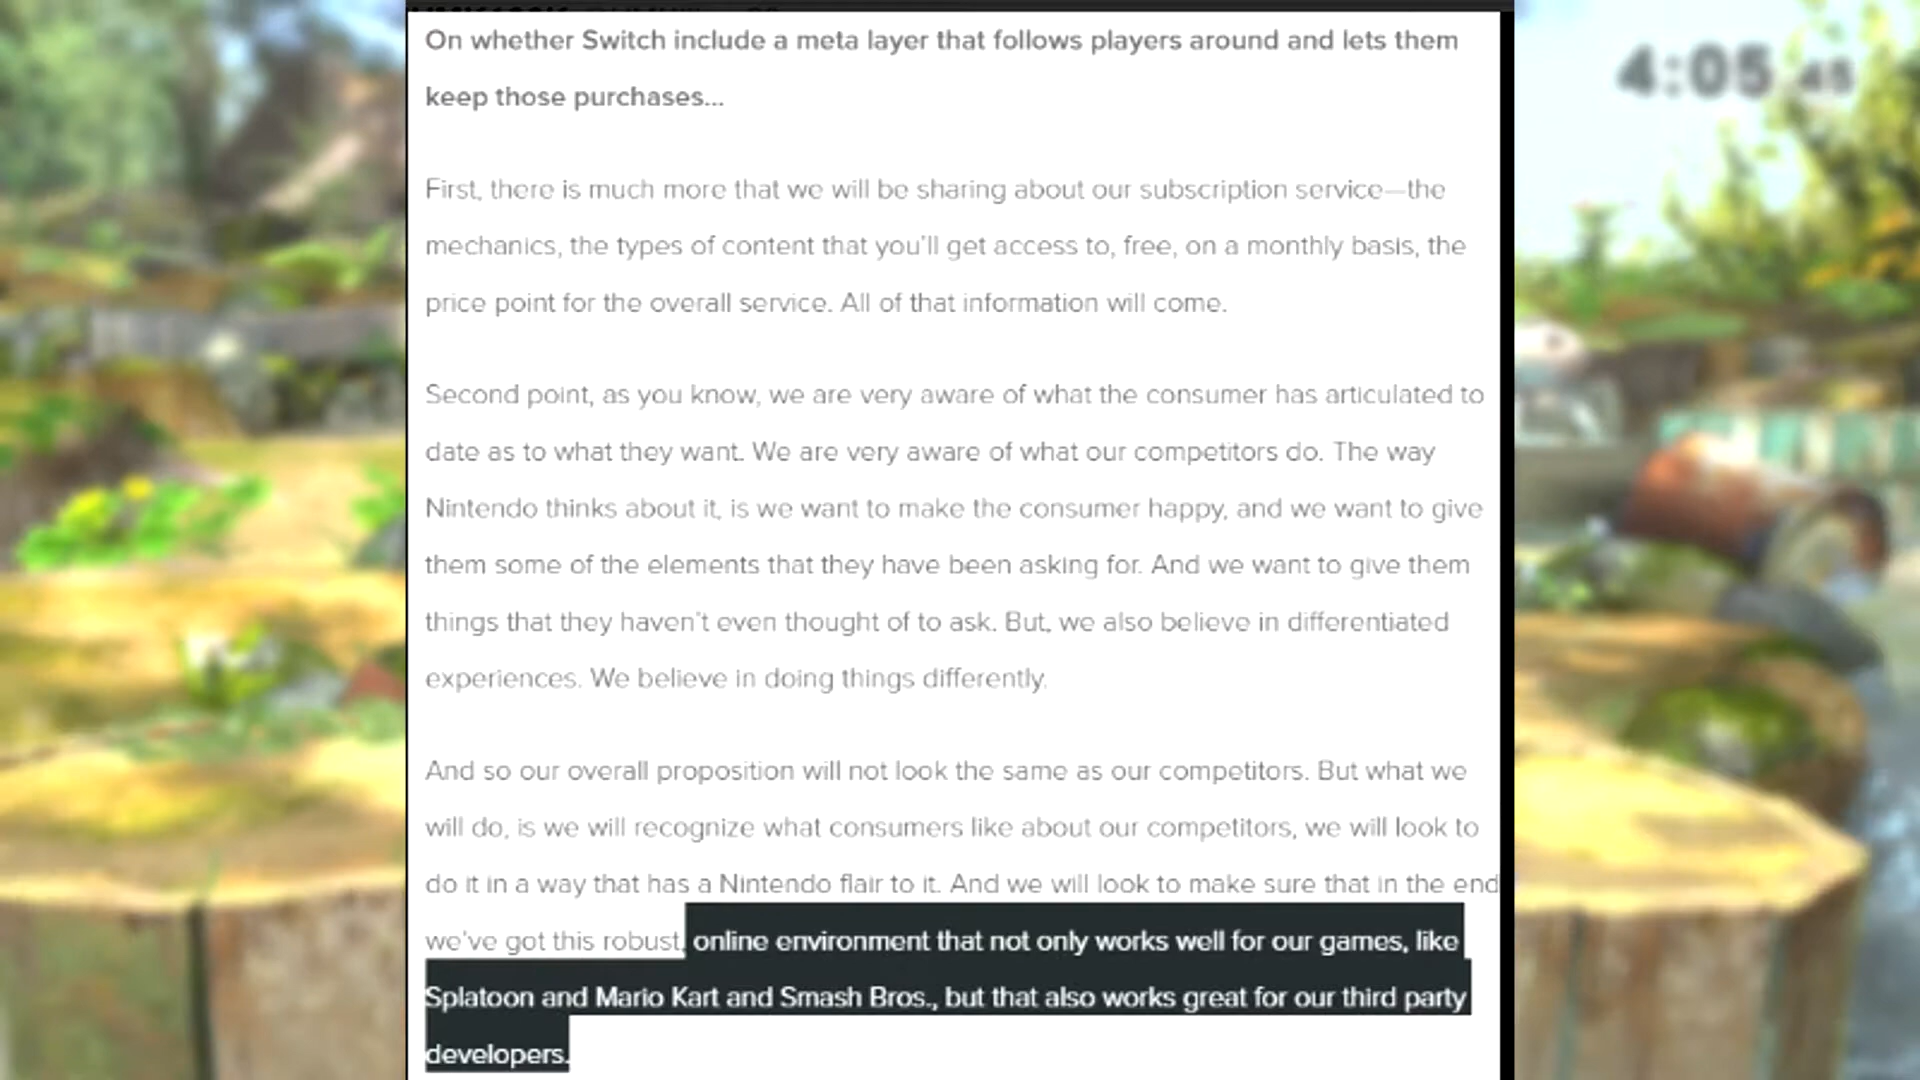 On whether Switch include a meta layer that follows players around and lets them
keep those purchases...
First, there is much more that we will be sharing about our subscription service—the
mechanics, the types of content that you'll get access to, free, on a monthly basis, the
price point for the overall service. All of that information will come.
Second point, as you know, we are very aware of what the consumer has articulated to
date as to what they want. We are very aware of what our competitors do. The way
Nintendo thinks about it, is we want to make the consumer happy, and we want to give
them some of the elements that they have been asking for. And we want to give them
things that they haven't even thought of to ask. But, we also believe in differentiated
experiences. We believe in doing things differently.
And so our overall proposition will not look the same as our competitors. But what we
will do, is we will recognize what consumers like about our competitors, we will look to
do it in a way that has a Nintendo flair to it. And we will look to make sure that in the end
we've got this robust, online environment that not only works well for our games, like
Splatoon and Mario Kart and Smash Bros., but that also works great for our third party
developers.
4:05 45